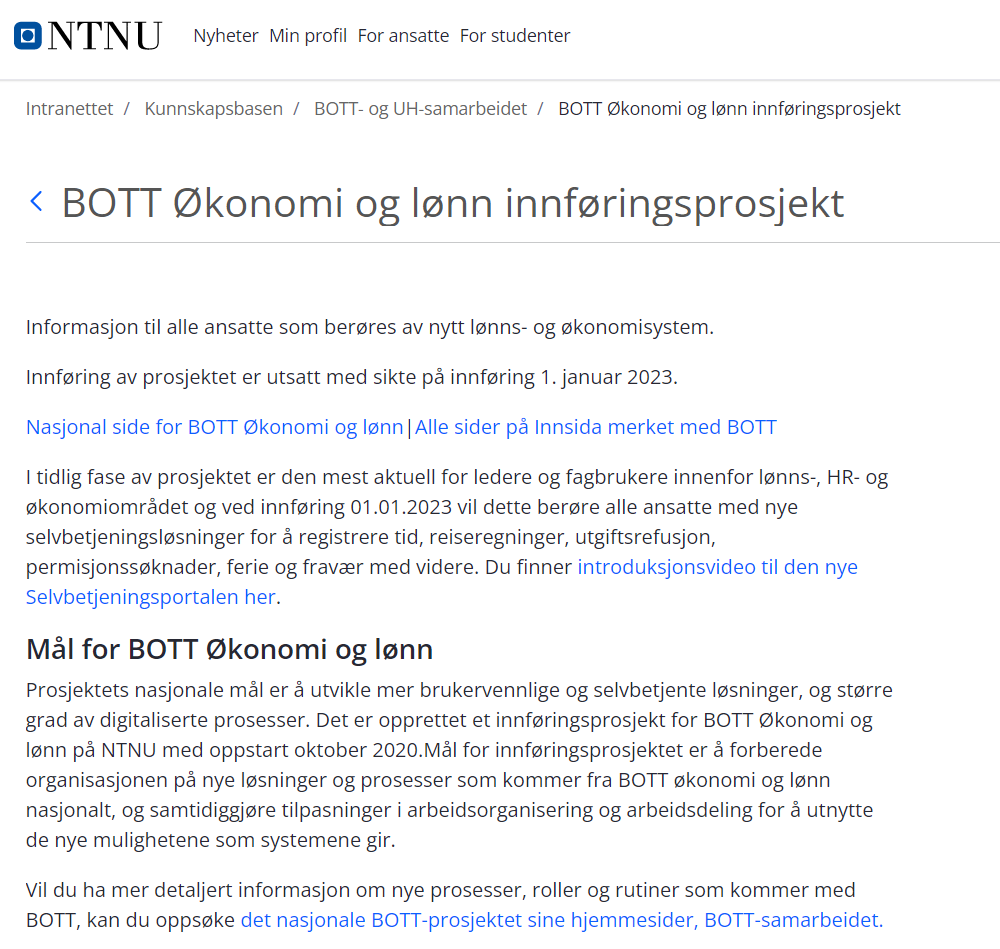 NTNU Nyheter Min profil For ansatte For studenter
Intranettet / Kunnskapsbasen / BOTT- og UH-samarbeidet / BOTT Økonomi og lønn innføringsprosjekt
BOTT Økonomi og lønn innføringsprosjekt
Informasjon til alle ansatte som berøres av nytt lønns- og økonomisystem.
Innføring av prosjektet er utsatt med sikte på innføring 1. januar 2023.
Nasjonal side for BOTT Økonomi og lønn|Alle sider på Innsida merket med BOTT
I tidlig fase av prosjektet er den mest aktuell for ledere og fagbrukere innenfor lønns-, HR- og
økonomiområdet og ved innføring 01.01.2023 vil dette berøre alle ansatte med nye
selvbetjeningsløsninger for å registrere tid, reiseregninger, utgiftsrefusjon,
permisjonssøknader, ferie og fravær med videre. Du finner introduksjonsvideo til den nye
Selvbetjeningsportalen her.
Mål for BOTT Økonomi og lønn
Prosjektets nasjonale mål er å utvikle mer brukervennlige og selvbetjente løsninger, og større
grad av digitaliserte prosesser. Det er opprettet et innføringsprosjekt for BOTT Økonomi og
lønn på NTNU med oppstart oktober 2020.Mål for innføringsprosjektet er å forberede
organisasjonen på nye løsninger og prosesser som kommer fra BOTT økonomi og lønn
nasjonalt, og samtidiggjøre tilpasninger i arbeidsorganisering og arbeidsdeling for å utnytte
de nye mulighetene som systemene gir.
Vil du ha mer detaljert informasjon om nye prosesser, roller og rutiner som kommer med
BOTT, kan du oppsøke det nasjonale BOTT-prosjektet sine hjemmesider, BOTT-samarbeidet.